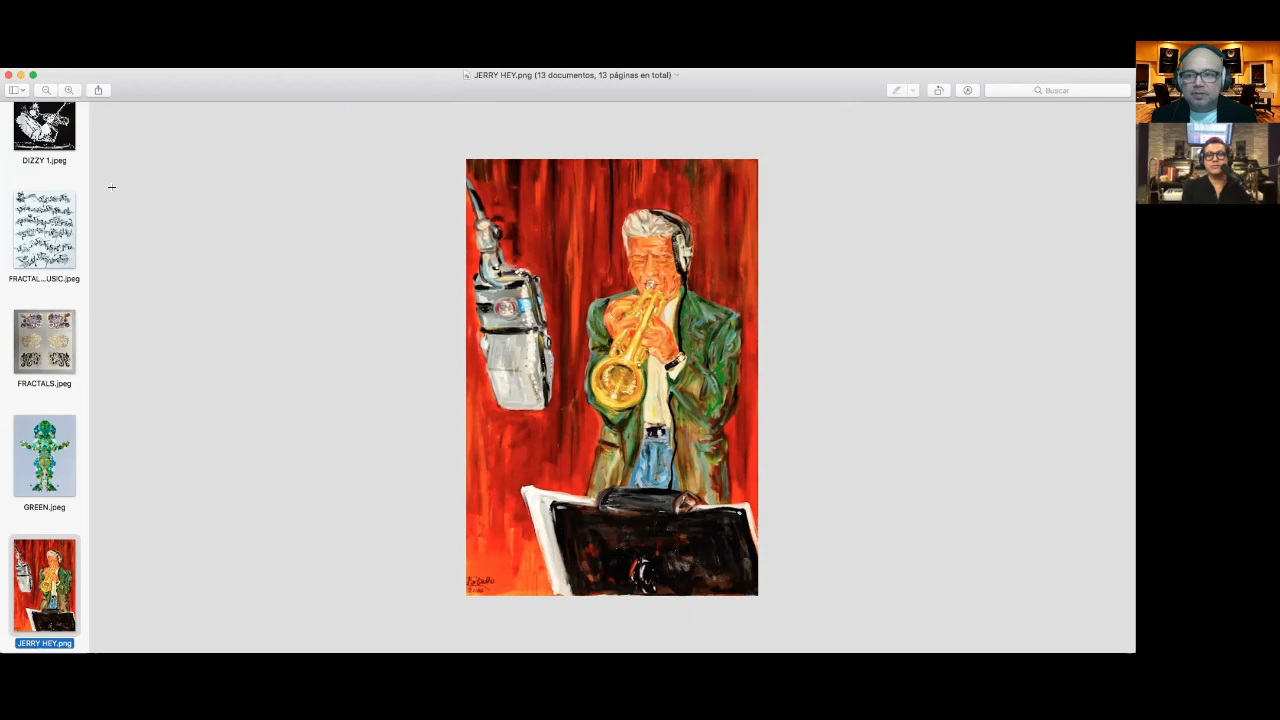 JERRY HEY.png (13 documentos, 13 páginas en total)
Buscar
DIZZY 1.jpeg
FRACTAL...USIC.jpeg
FRACTALS.jpeg
GREEN.jpeg
JERRY HEY.png